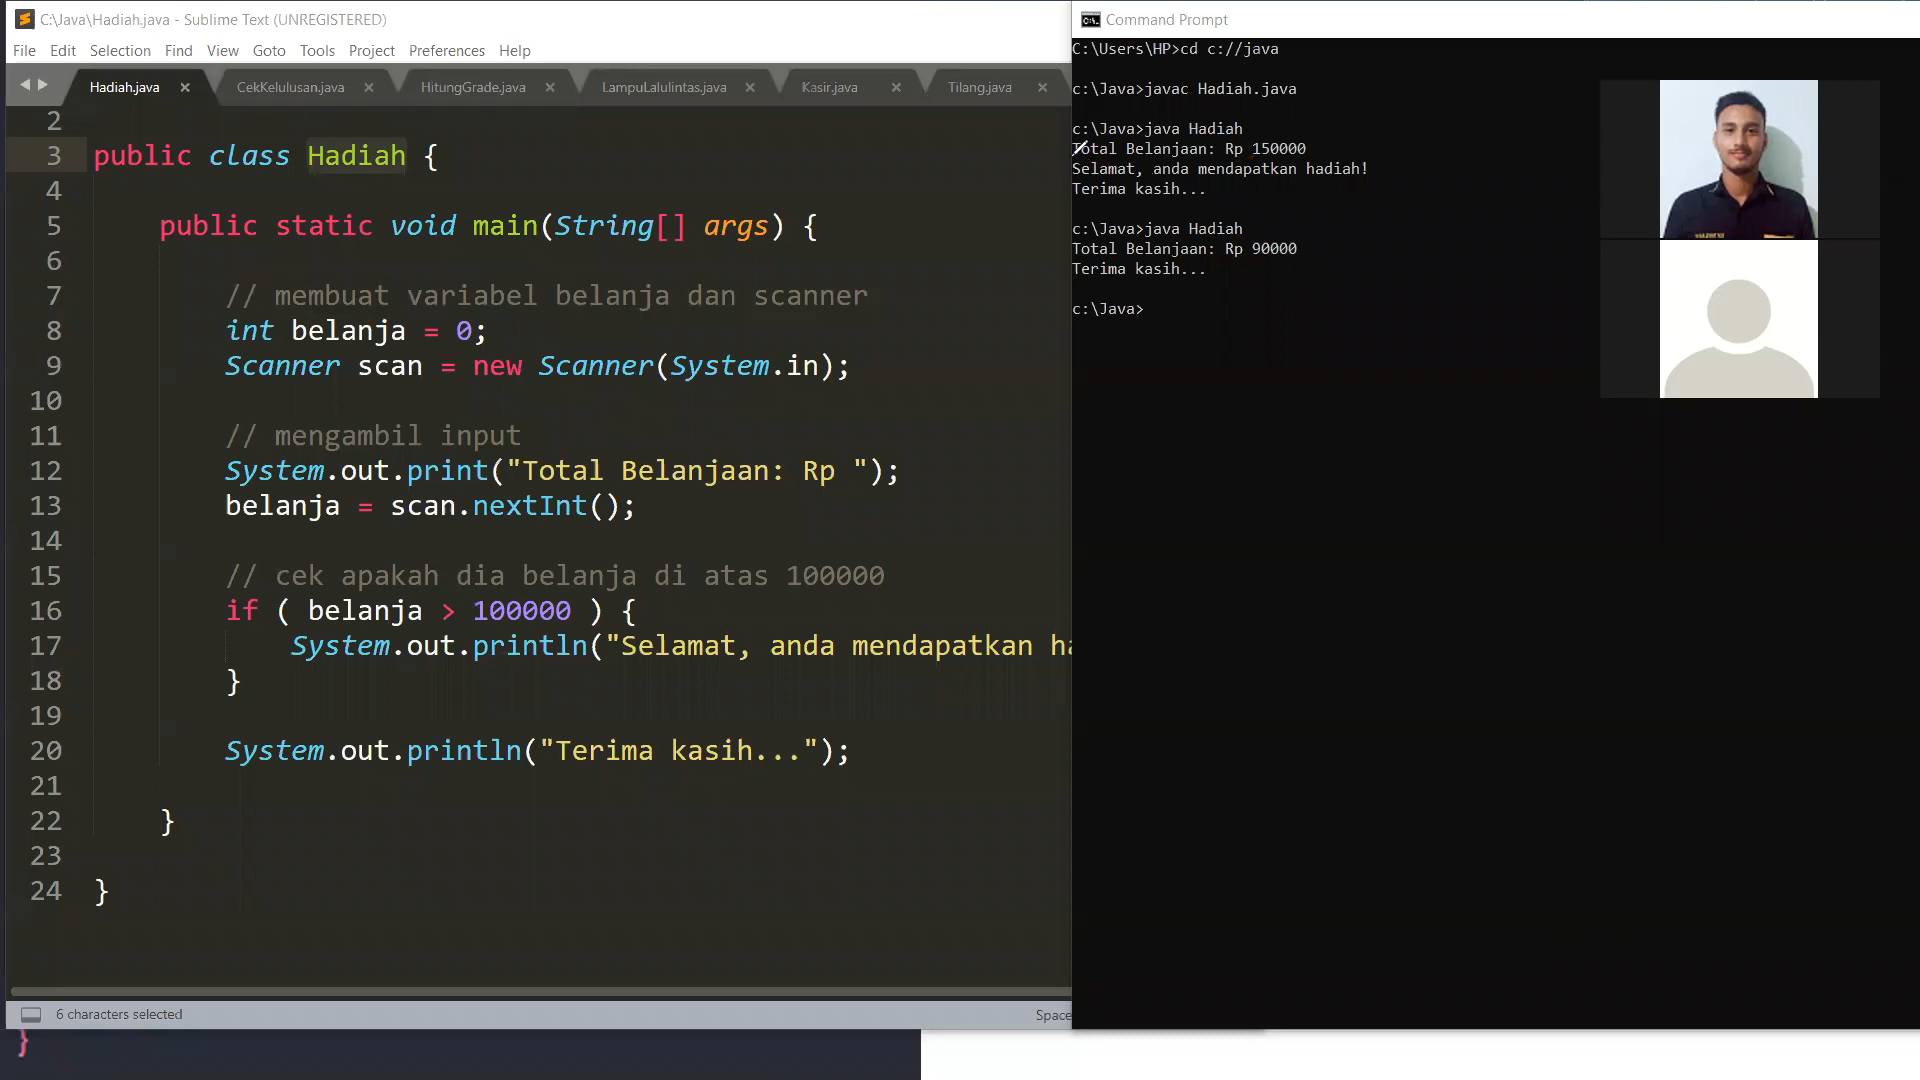 C:\Java\Hadiah.java - Sublime Text (UNREGISTERED)
File Edit Selection Find View Goto Tools Project Preferences Help
Hadiah.java CekKelulusan.java HitungGrade.java LampuLalulintas.java Kasir.java Tilang.java
2
3 public class Hadiah {
4
5 public static void main(String[] args) {
6
7 // membuat variabel belanja dan scanner
8 int belanja = 0;
9 Scanner scan = new Scanner(System.in);
10
11 // mengambil input
12 System.out.print("Total Belanjaan: Rp ");
13 belanja = scan.nextInt();
14
15 // cek apakah dia belanja di atas 100000
16 if ( belanja > 100000 ) {
17 System.out.println("Selamat, anda mendapatkan ha
18 }
19
20 System.out.println("Terima kasih...");
21
22 }
23
24 }
6 characters selected
Space
}
Command Prompt
C:\Users\HP>cd c://java
c:\Java>javac Hadiah.java
c:\Java>java Hadiah
Total Belanjaan: Rp 150000
Selamat, anda mendapatkan hadiah!
Terima kasih...
c:\Java>java Hadiah
Total Belanjaan: Rp 90000
Terima kasih...
c:\Java>